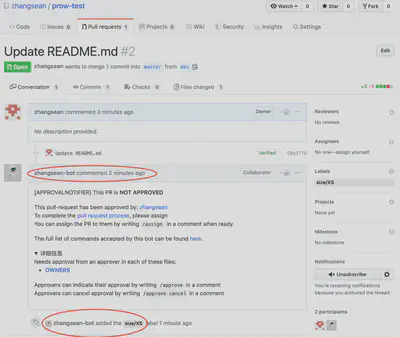 zhangsean / prow-test
Watch 0 Star 0 Fork 0
Code Issues 0 Pull requests 1 Projects 0 Wiki Security Insights Settings
Update README.md #2
Edit
Open zhangsean wants to merge 1 commit into master from dev
Conversation 1 Commits 1 Checks 0 Files changed 1
+3 −1
zhangsean commented 3 minutes ago
Owner
No description provided.
Update README.md
Verified
zhangsean-bot commented 2 minutes ago
Collaborator
[APPROVALNOTIFIER] This PR is NOT APPROVED
This pull-request has been approved by: zhangsean
To complete the pull request process, please assign
You can assign the PR to them by writing /assign in a comment when ready.
The full list of commands accepted by this bot can be found here.
▼ 详细信息
Needs approval from an approver in each of these files:
• OWNERS
Approvers can indicate their approval by writing /approve in a comment
Approvers can cancel approval by writing /approve cancel in a comment
zhangsean-bot added the size/XS label 1 minute ago
Reviewers
No reviews
Assignees
No one—assign yourself
Labels
size/XS
Projects
None yet
Milestone
No milestone
Notifications
Unsubscribe
You're receiving notifications
because you authored the thread.
2 participants